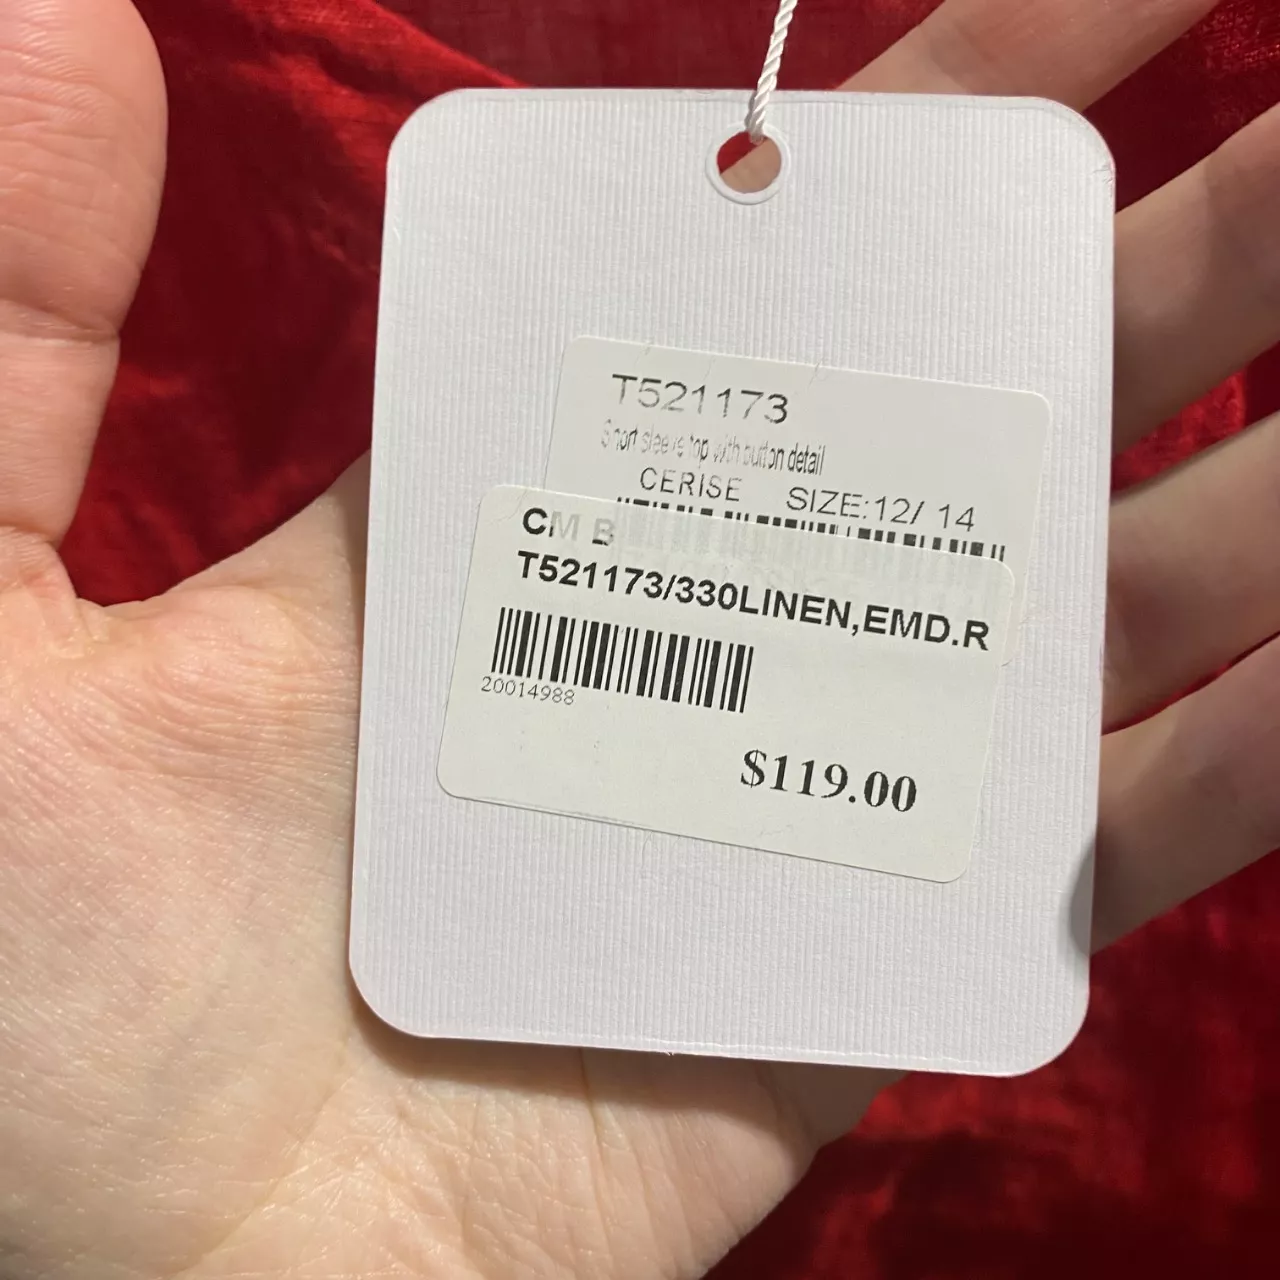 T521173
Short sleeve top with button detail
CERISE SIZE:12/ 14
CM B
T521173/330LINEN,EMD.R
20014988
$119.00